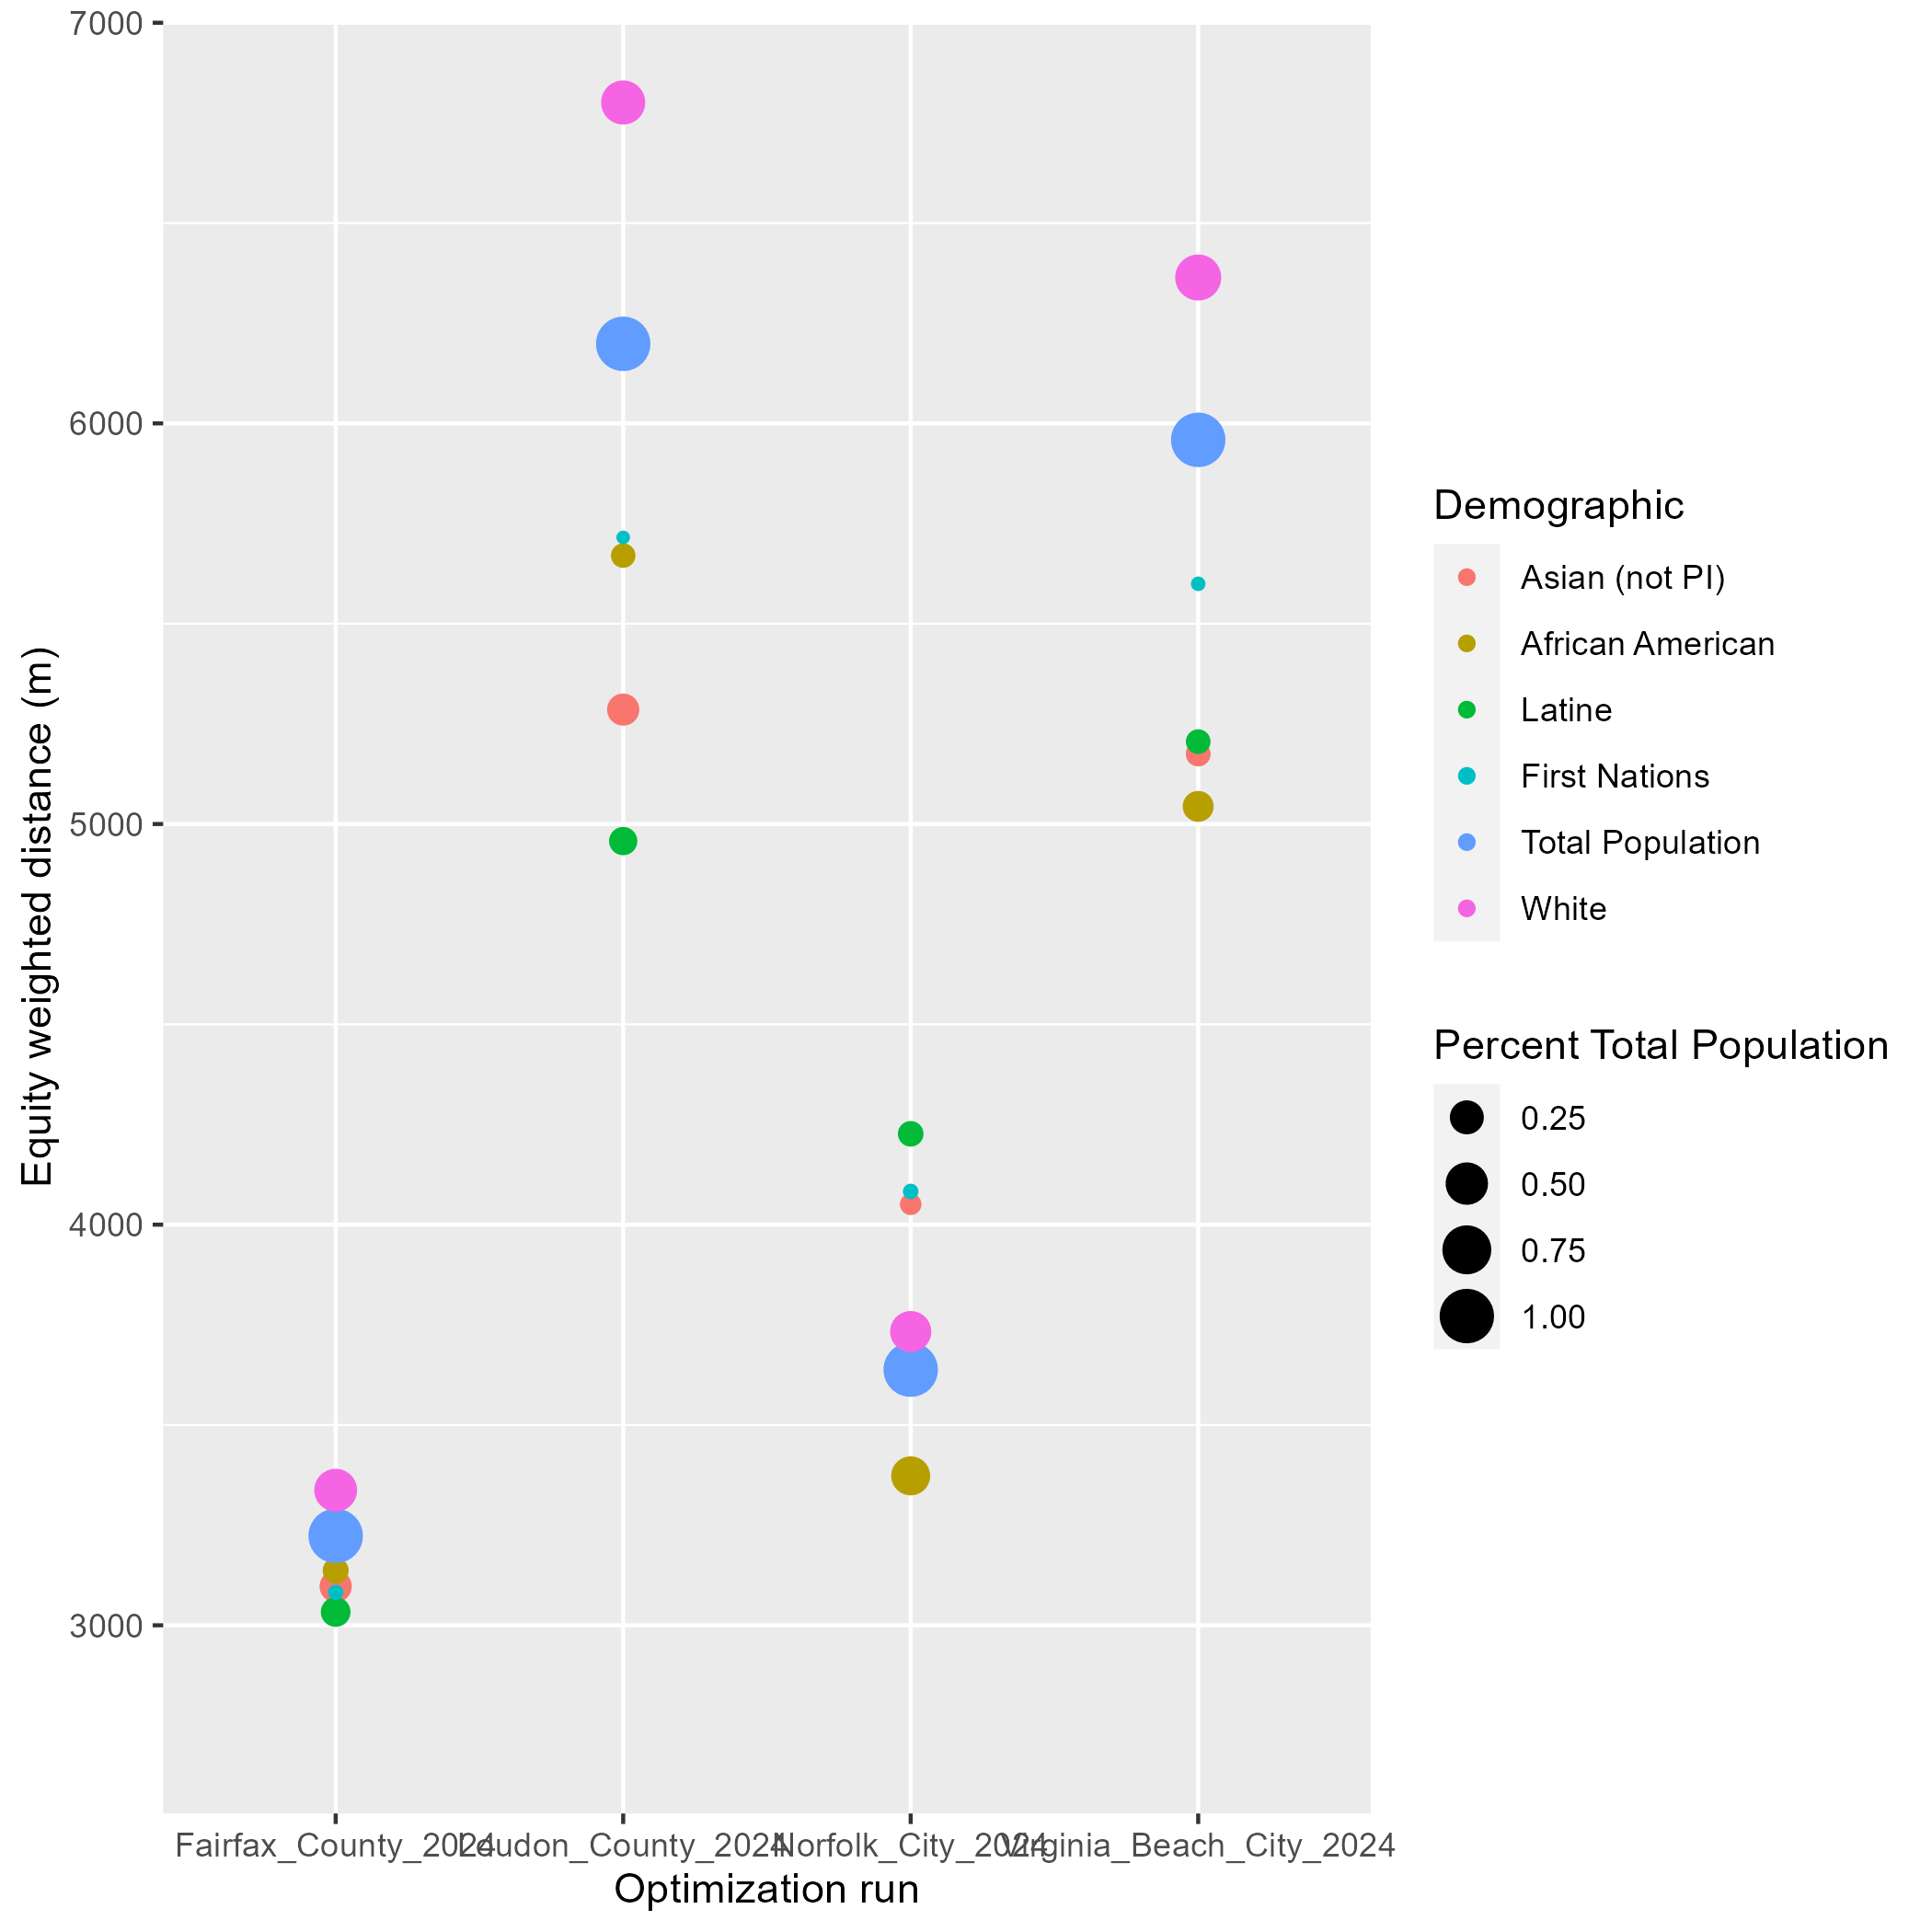 7000
6000
5000
4000
3000
Equity weighted distance (m)
Fairfax_County_2024
Loudon_County_2024
Norfolk_City_2024
Virginia_Beach_City_2024
Optimization run
Demographic
Asian (not PI)
African American
Latine
First Nations
Total Population
White
Percent Total Population
0.25
0.50
0.75
1.00